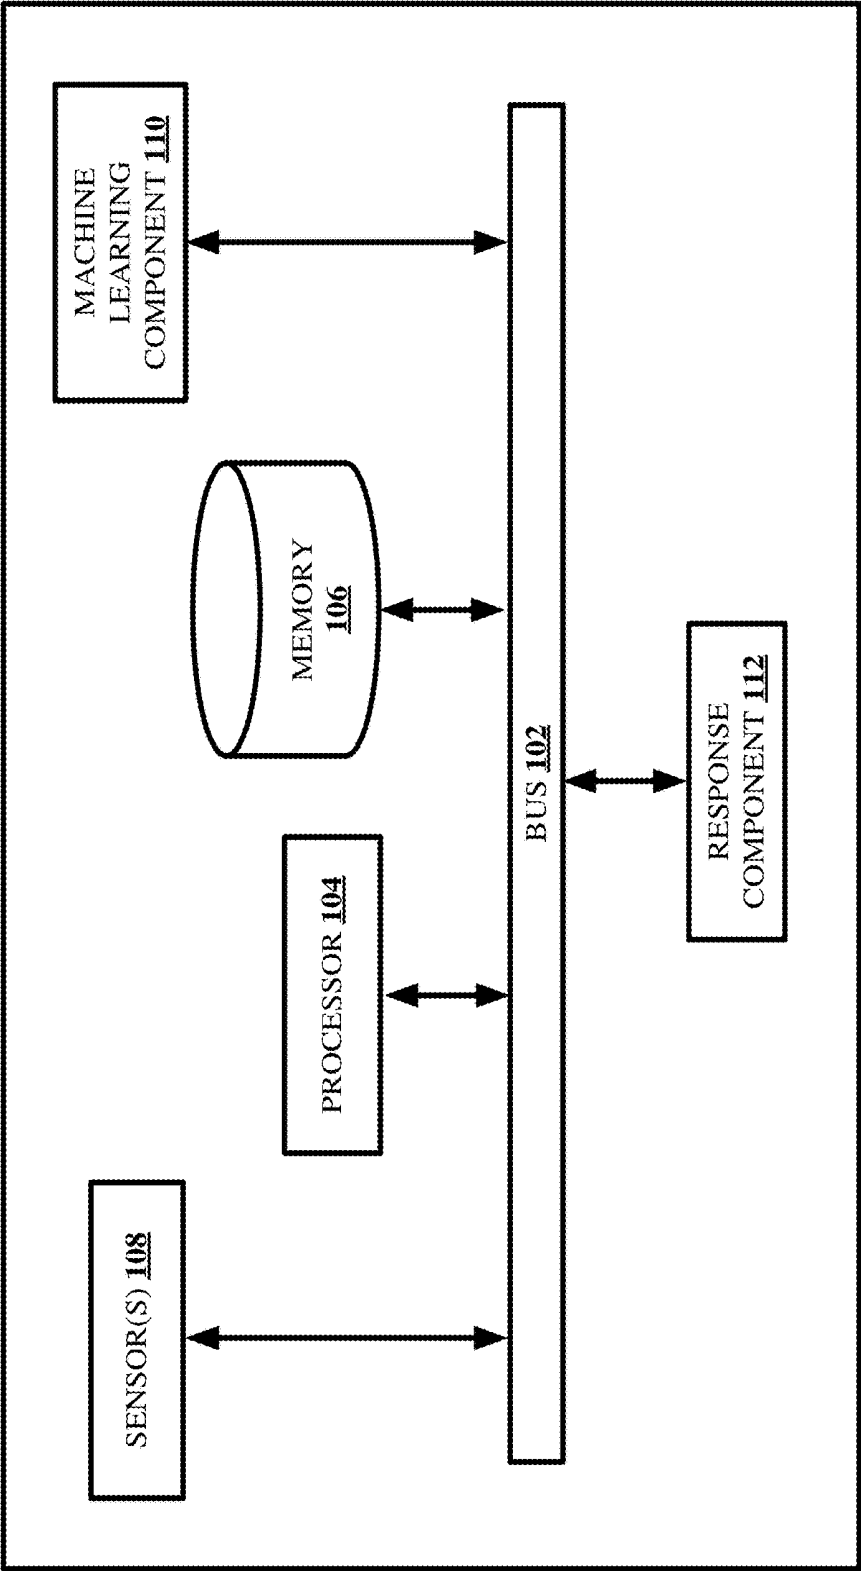 SENSOR(S) 108
PROCESSOR 104
MEMORY
106
MACHINE
LEARNING
COMPONENT 110
BUS 102
RESPONSE
COMPONENT 112